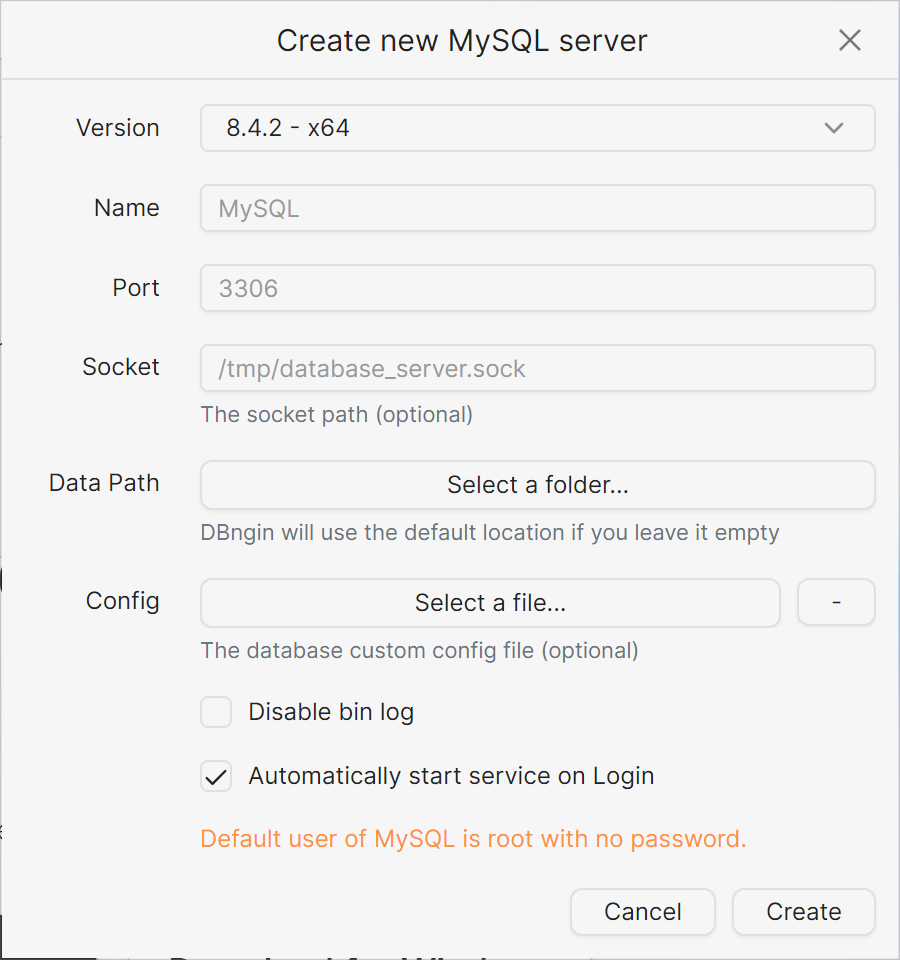 Create new MySQL server
Version
8.4.2 - x64
Name
MySQL
Port
3306
Socket
/tmp/database_server.sock
The socket path (optional)
Data Path
Select a folder...
DBngin will use the default location if you leave it empty
Config
Select a file...
-
The database custom config file (optional)
Disable bin log
Automatically start service on Login
Default user of MySQL is root with no password.
Cancel
Create